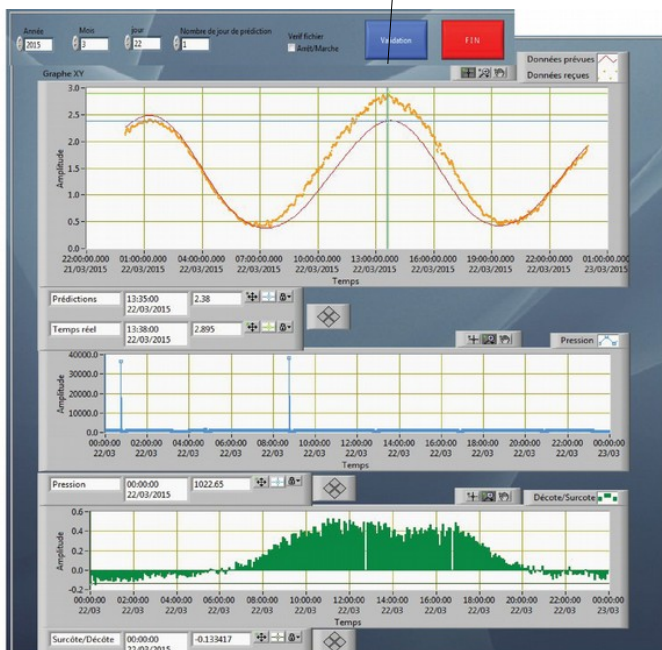 Année Mois jour Nombre de jour de prédiction Verif fichier
2015 3 22 1 Arrêt/Marche
Validation FIN
Données prévues
Données reçues
Graphe XY
Amplitude
3.0
2.5
2.0
1.5
1.0
0.5
0.0
22:00:00.000 01:00:00.000 04:00:00.000 07:00:00.000 10:00:00.000 13:00:00.000 16:00:00.000 19:00:00.000 22:00:00.000 01:00:00.000
21/03/2015 22/03/2015 22/03/2015 22/03/2015 22/03/2015 22/03/2015 22/03/2015 22/03/2015 22/03/2015 23/03/2015
Temps
Prédictions 13:35:00 2.38
22/03/2015
Temps réel 13:38:00 2.895
22/03/2015
Pression
Amplitude
40000.0
30000.0
20000.0
10000.0
0.0
00:00:00 02:00:00 04:00:00 06:00:00 08:00:00 10:00:00 12:00:00 14:00:00 16:00:00 18:00:00 20:00:00 22:00:00 00:00:00
22/03 22/03 22/03 22/03 22/03 22/03 22/03 22/03 22/03 22/03 22/03 22/03 23/03
Temps
Pression 00:00:00 1022.65
22/03/2015
Décote/Surcote
Amplitude
0.6
0.4
0.2
0.0
-0.2
00:00:00 02:00:00 04:00:00 06:00:00 08:00:00 10:00:00 12:00:00 14:00:00 16:00:00 18:00:00 20:00:00 22:00:00 00:00:00
22/03 22/03 22/03 22/03 22/03 22/03 22/03 22/03 22/03 22/03 22/03 22/03 23/03
Temps
Surcôte/Décôte 00:00:00 -0.133417
22/03/2015